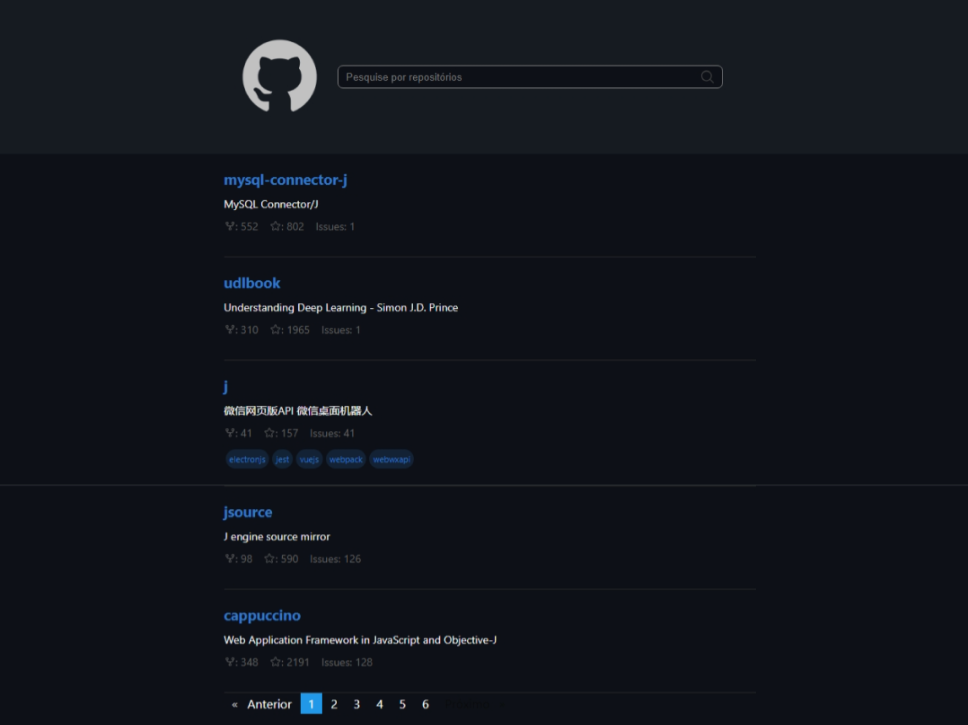 Pesquise por repositórios
mysql-connector-j
MySQL Connector/J
: 552 : 802 Issues: 1
udlbook
Understanding Deep Learning - Simon J.D. Prince
: 310 : 1965 Issues: 1
j
微信网页版API 微信桌面机器人
: 41 : 157 Issues: 41
electronjs jest vuejs webpack webwxapi
jsource
J engine source mirror
: 98 : 590 Issues: 126
cappuccino
Web Application Framework in JavaScript and Objective-J
: 348 : 2191 Issues: 128
« Anterior 1 2 3 4 5 6